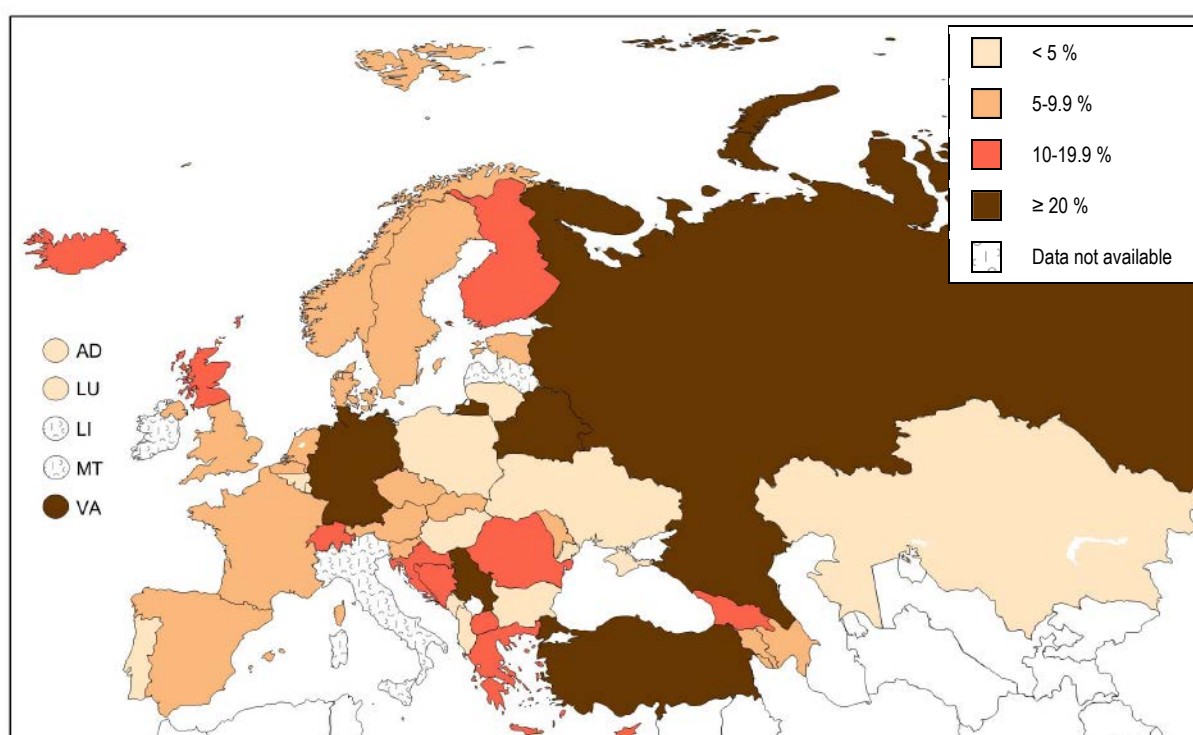 < 5 %
5-9.9 %
10-19.9 %
≥ 20 %
Data not available
AD
LU
LI
MT
VA